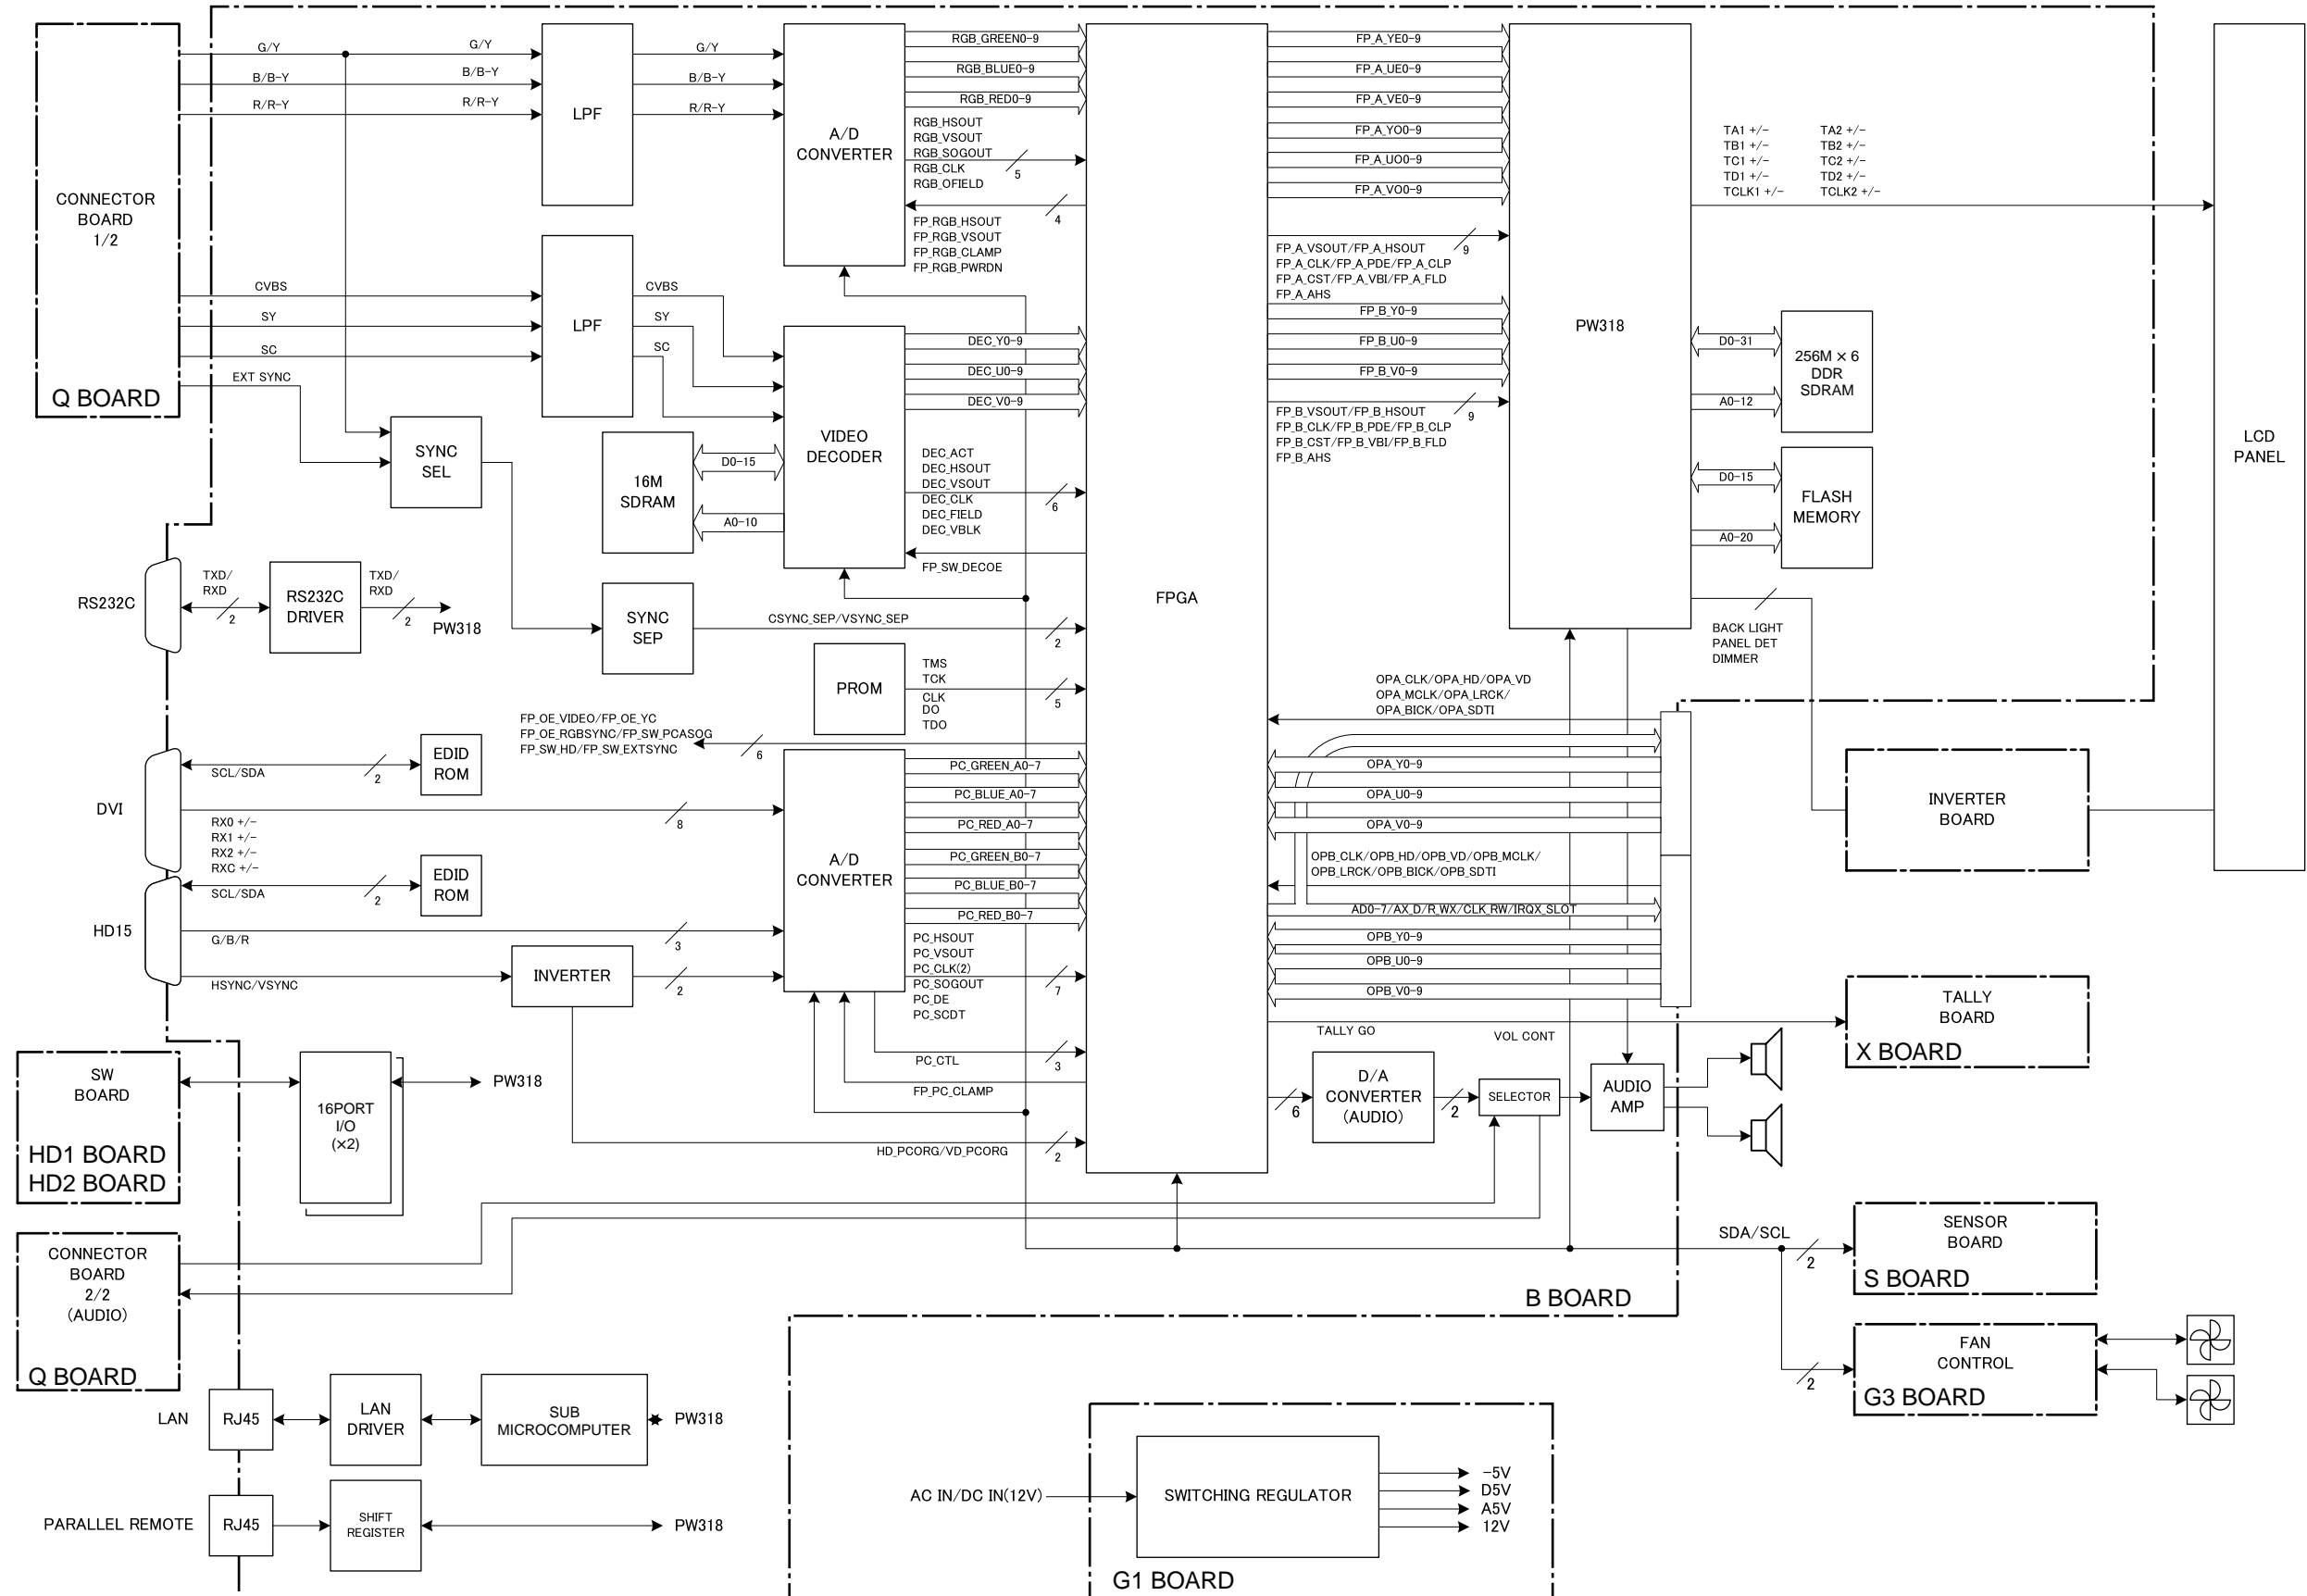 CONNECTOR
BOARD
1/2
Q BOARD
G/Y
B/B-Y
R/R-Y
G/Y
B/B-Y
R/R-Y
CVBS
SY
SC
EXT SYNC
LPF
LPF
G/Y
B/B-Y
R/R-Y
CVBS
SY
SC
A/D
CONVERTER
RGB_GREEN0-9
RGB_BLUE0-9
RGB_RED0-9
RGB_HSOUT
RGB_VSOUT
RGB_SOGOUT
RGB_CLK
RGB_OFIELD
5
4
FP_RGB_HSOUT
FP_RGB_VSOUT
FP_RGB_CLAMP
FP_RGB_PWRDN
SYNC
SEL
16M
SDRAM
D0-15
A0-10
VIDEO
DECODER
DEC_Y0-9
DEC_U0-9
DEC_V0-9
DEC_ACT
DEC_HSOUT
DEC_VSOUT
DEC_CLK
DEC_FIELD
DEC_VBLK
6
FP_SW_DECOE
FPGA
FP_A_YE0-9
FP_A_UE0-9
FP_A_VE0-9
FP_A_YO0-9
FP_A_UO0-9
FP_A_VO0-9
FP_A_VSOUT/FP_A_HSOUT
FP_A_CLK/FP_A_PDE/FP_A_CLP
FP_A_CST/FP_A_VBI/FP_A_FLD
FP_A_AHS
9
FP_B_Y0-9
FP_B_U0-9
FP_B_V0-9
FP_B_VSOUT/FP_B_HSOUT
FP_B_CLK/FP_B_PDE/FP_B_CLP
FP_B_CST/FP_B_VBI/FP_B_FLD
FP_B_AHS
9
PW318
TA1 +/-
TB1 +/-
TC1 +/-
TD1 +/-
TCLK1 +/-
TA2 +/-
TB2 +/-
TC2 +/-
TD2 +/-
TCLK2 +/-
D0-31
A0-12
256M × 6
DDR
SDRAM
D0-15
A0-20
FLASH
MEMORY
BACK LIGHT
PANEL DET
DIMMER
LCD
PANEL
RS232C
TXD/
RXD
2
RS232C
DRIVER
TXD/
RXD
2
PW318
SYNC
SEP
CSYNC_SEP/VSYNC_SEP
2
PROM
TMS
TCK
CLK
DO
TDO
5
FP_OE_VIDEO/FP_OE_YC
FP_OE_RGBSYNC/FP_SW_PCASOG
FP_SW_HD/FP_SW_EXTSYNC
6
DVI
SCL/SDA
2
EDID
ROM
RX0 +/-
RX1 +/-
RX2 +/-
RXC +/-
8
SCL/SDA
2
EDID
ROM
HD15
G/B/R
3
HSYNC/VSYNC
INVERTER
2
A/D
CONVERTER
PC_GREEN_A0-7
PC_BLUE_A0-7
PC_RED_A0-7
PC_GREEN_B0-7
PC_BLUE_B0-7
PC_RED_B0-7
PC_HSOUT
PC_VSOUT
PC_CLK(2)
PC_SOGOUT
PC_DE
PC_SCDT
7
PC_CTL
3
FP_PC_CLAMP
HD_PCORG/VD_PCORG
2
OPA_CLK/OPA_HD/OPA_VD
OPA_MCLK/OPA_LRCK/
OPA_BICK/OPA_SDTI
OPA_Y0-9
OPA_U0-9
OPA_V0-9
OPB_CLK/OPB_HD/OPB_VD/OPB_MCLK/
OPB_LRCK/OPB_BICK/OPB_SDTI
AD0-7/AX_D/R_WX/CLK_RW/IRQX_SLOT
OPB_Y0-9
OPB_U0-9
OPB_V0-9
TALLY GO
VOL CONT
6
D/A
CONVERTER
(AUDIO)
2
SELECTOR
AUDIO
AMP
INVERTER
BOARD
TALLY
BOARD
X BOARD
SW
BOARD
HD1 BOARD
HD2 BOARD
16PORT
I/O
(×2)
PW318
CONNECTOR
BOARD
2/2
(AUDIO)
Q BOARD
SDA/SCL
2
SENSOR
BOARD
S BOARD
B BOARD
2
FAN
CONTROL
G3 BOARD
LAN
RJ45
LAN
DRIVER
SUB
MICROCOMPUTER
PW318
PARALLEL REMOTE
RJ45
SHIFT
REGISTER
PW318
AC IN/DC IN(12V)
SWITCHING REGULATOR
-5V
D5V
A5V
12V
G1 BOARD